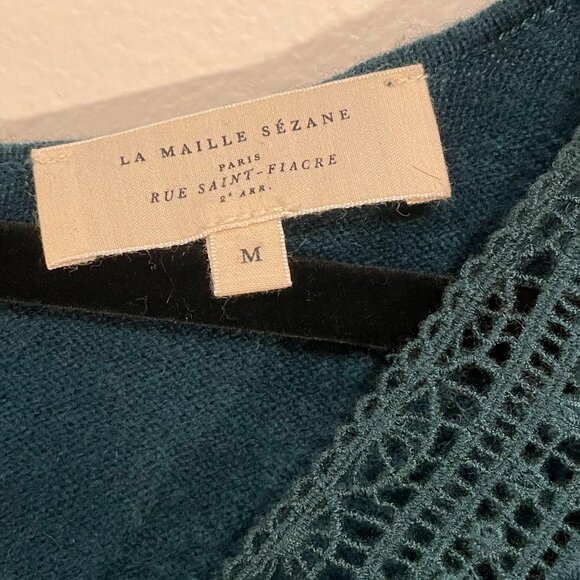 LA MAILLE SÉZANE
PARIS
RUE SAINT-FIACRE
2e ARR.
M